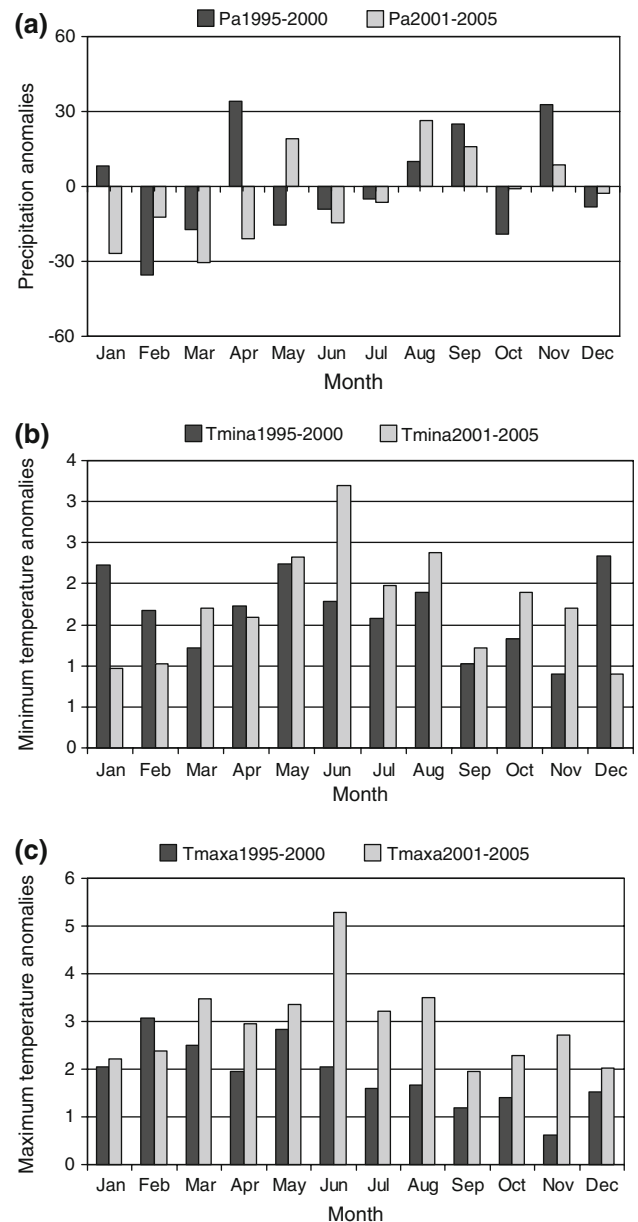 (a)
Pa1995-2000 Pa2001-2005
Precipitation anomalies
60
30
0
-30
-60
Jan Feb Mar Apr May Jun Jul Aug Sep Oct Nov Dec
Month
(b)
Tmina1995-2000 Tmina2001-2005
Minimum temperature anomalies
4
3
3
2
2
1
1
0
Jan Feb Mar Apr May Jun Jul Aug Sep Oct Nov Dec
Month
(c)
Tmaxa1995-2000 Tmaxa2001-2005
Maximum temperature anomalies
6
5
4
3
2
1
0
Jan Feb Mar Apr May Jun Jul Aug Sep Oct Nov Dec
Month